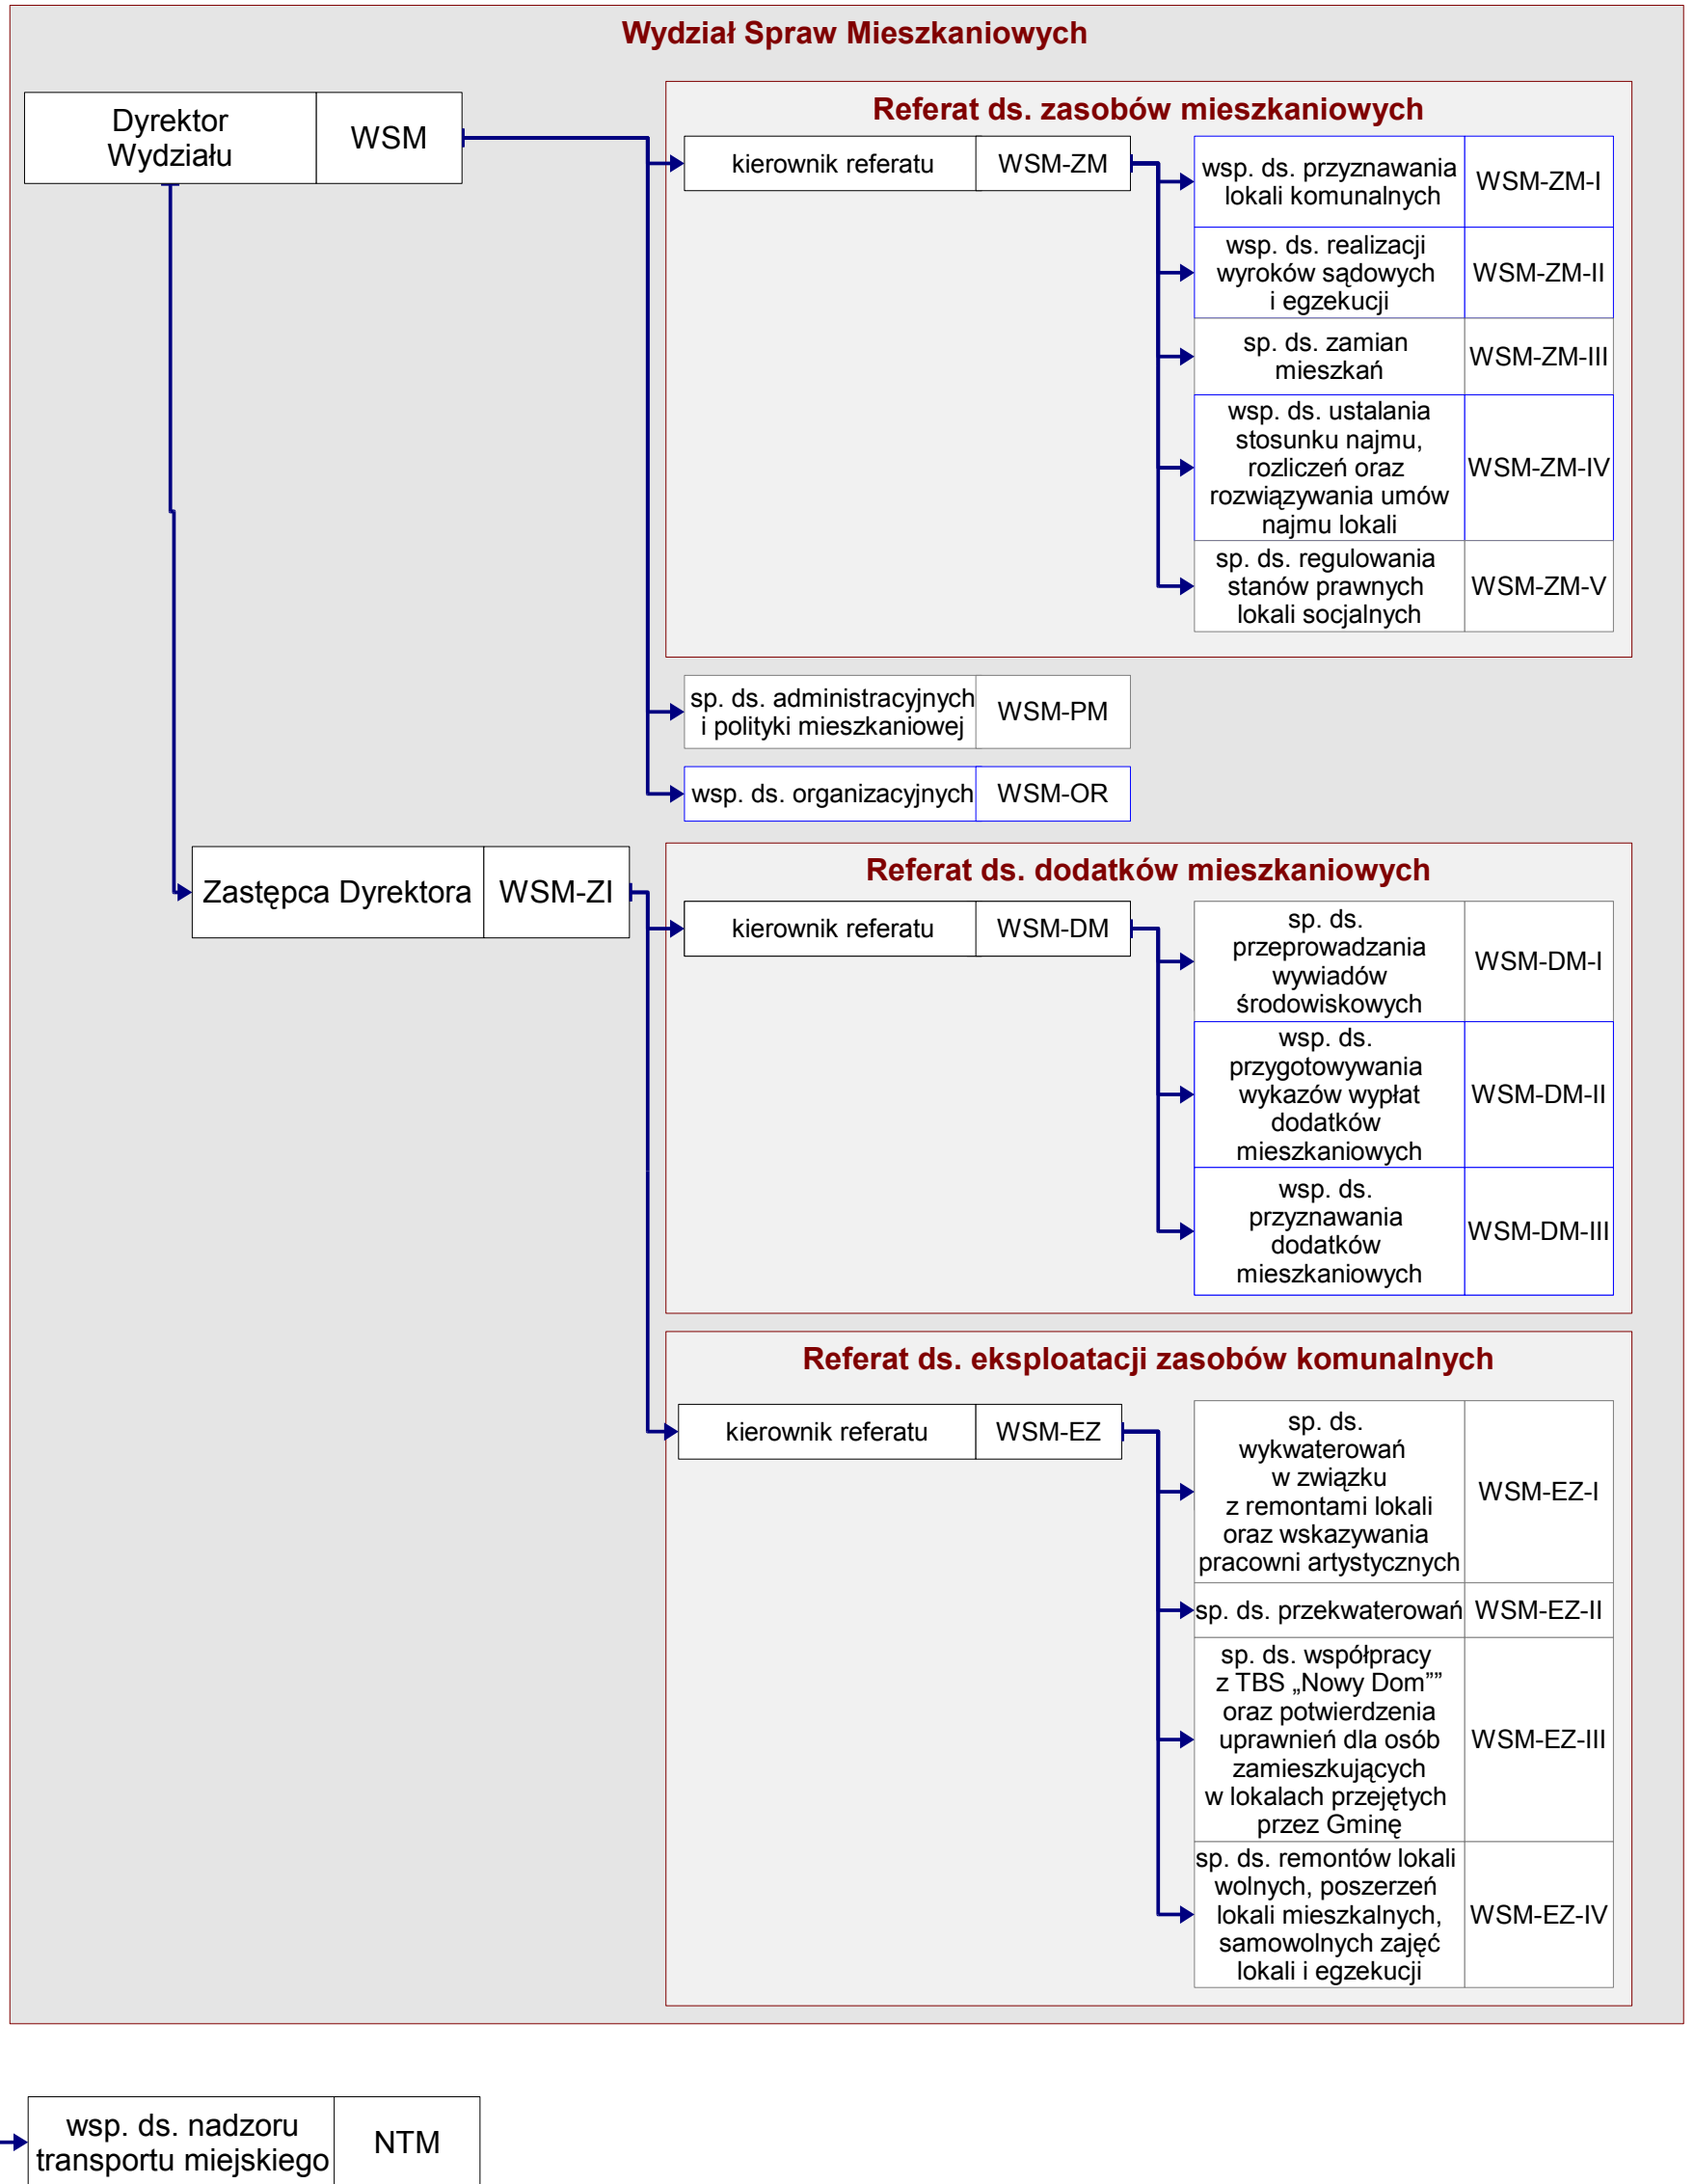 Wydział Spraw Mieszkaniowych
Dyrektor
Wydziału
WSM
Referat ds. zasobów mieszkaniowych
kierownik referatu
WSM-ZM
wsp. ds. przyznawania
lokali komunalnych
WSM-ZM-I
wsp. ds. realizacji
wyroków sądowych
i egzekucji
WSM-ZM-II
sp. ds. zamian
mieszkań
WSM-ZM-III
wsp. ds. ustalania
stosunku najmu,
rozliczeń oraz
rozwiązywania umów
najmu lokali
WSM-ZM-IV
sp. ds. regulowania
stanów prawnych
lokali socjalnych
WSM-ZM-V
sp. ds. administracyjnych
i polityki mieszkaniowej
WSM-PM
wsp. ds. organizacyjnych
WSM-OR
Zastępca Dyrektora
WSM-ZI
Referat ds. dodatków mieszkaniowych
kierownik referatu
WSM-DM
sp. ds.
przeprowadzania
wywiadów
środowiskowych
WSM-DM-I
wsp. ds.
przygotowywania
wykazów wypłat
dodatków
mieszkaniowych
WSM-DM-II
wsp. ds.
przyznawania
dodatków
mieszkaniowych
WSM-DM-III
Referat ds. eksploatacji zasobów komunalnych
kierownik referatu
WSM-EZ
sp. ds.
wykwaterowań
w związku
z remontami lokali
oraz wskazywania
pracowni artystycznych
WSM-EZ-I
sp. ds. przekwaterowań
WSM-EZ-II
sp. ds. współpracy
z TBS „Nowy Dom””
oraz potwierdzenia
uprawnień dla osób
zamieszkujących
w lokalach przejętych
przez Gminę
WSM-EZ-III
sp. ds. remontów lokali
wolnych, poszerzeń
lokali mieszkalnych,
samowolnych zajęć
lokali i egzekucji
WSM-EZ-IV
wsp. ds. nadzoru
transportu miejskiego
NTM